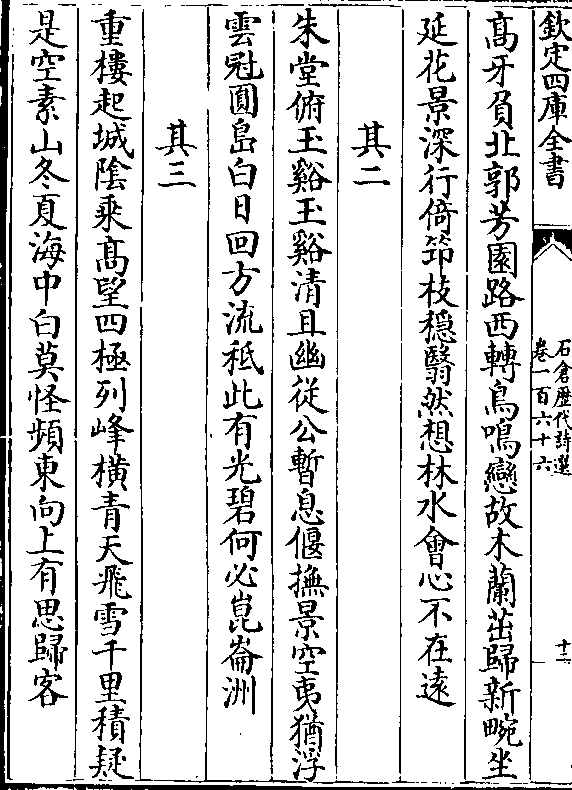 欽定四庫全書
石倉歷代詩選
卷一百六十六
十二
髙牙負北郭芳園路西轉鳥鳴戀故木蘭茁歸新畹坐
延花景深行倚筇枝穩翳然想林水會心不在遠
其二
朱堂俯玉谿玉谿清且幽從公暫息偃撫景空夷猶浮
雲冠圓島白日回方流秖此有光碧何必崑崙洲
其三
重樓起城陰乘髙望四極列峰橫青天飛雪千里積疑
是空素山冬夏海中白莫怪頻東向上有思歸客